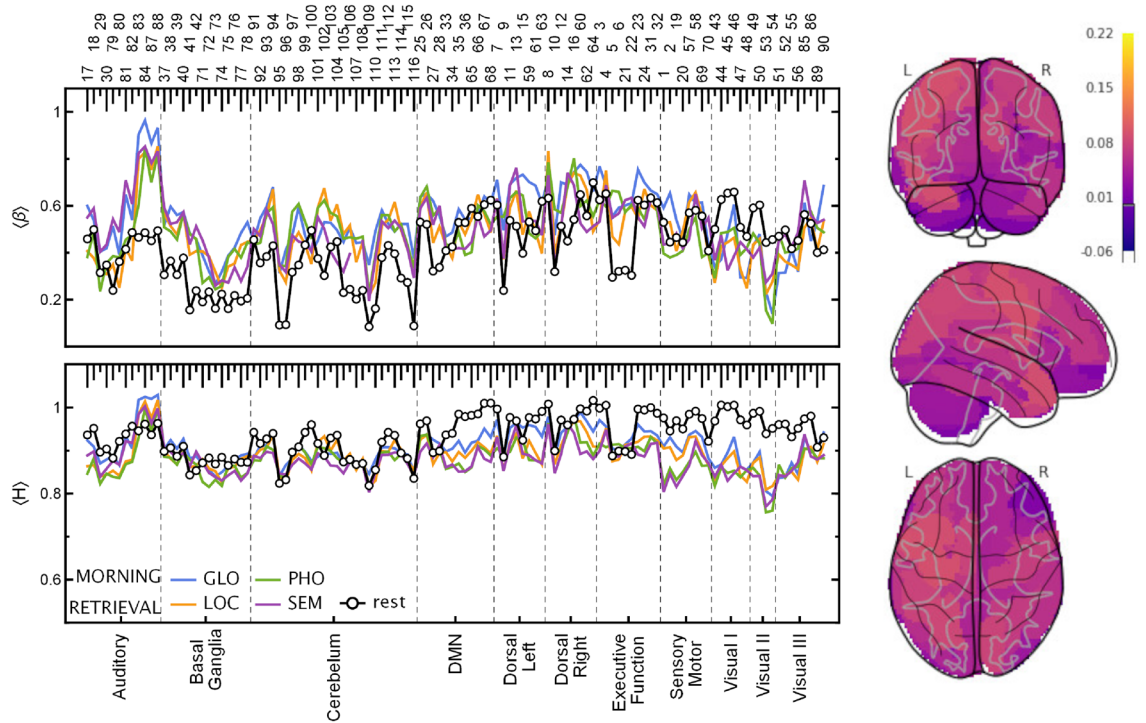 17 18 29 30 79 80 81 82 83 84 87 88 37 38 39 40 41 42 71 72 73 74 75 76 77 78 91 92 93 94 95 96 97 98 99 100 101 102 103 104 105 106 107 108 109 110 111 112 113 114 115 116 25 26 27 28 33 34 35 36 65 66 67 68 7 9 11 13 15 59 61 63 8 10 12 14 16 60 62 64 3 4 5 6 21 22 23 24 31 32 1 2 19 20 57 58 69 70 43 44 45 46 47 48 49 50 51 53 54 52 55 56 85 86 89 90
1
0.6
0.2
⟨β⟩
1
0.8
0.6
⟨H⟩
MORNING
RETRIEVAL
GLO
LOC
PHO
SEM
rest
Auditory
Basal
Ganglia
Cerebelum
DMN
Dorsal
Left
Dorsal
Right
Executive
Function
Sensory
Motor
Visual I
Visual II
Visual III
L R
0.22
0.15
0.08
0.01
-0.06
L R